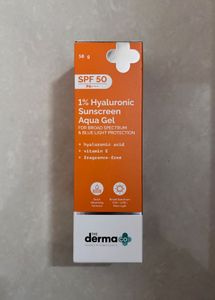 50 g
SPF 50
PA++++
1% Hyaluronic
Sunscreen
Aqua Gel
FOR BROAD SPECTRUM
& BLUE LIGHT PROTECTION
+ hyaluronic acid
+ vitamin E
+ fragrance-free
THE
derma co